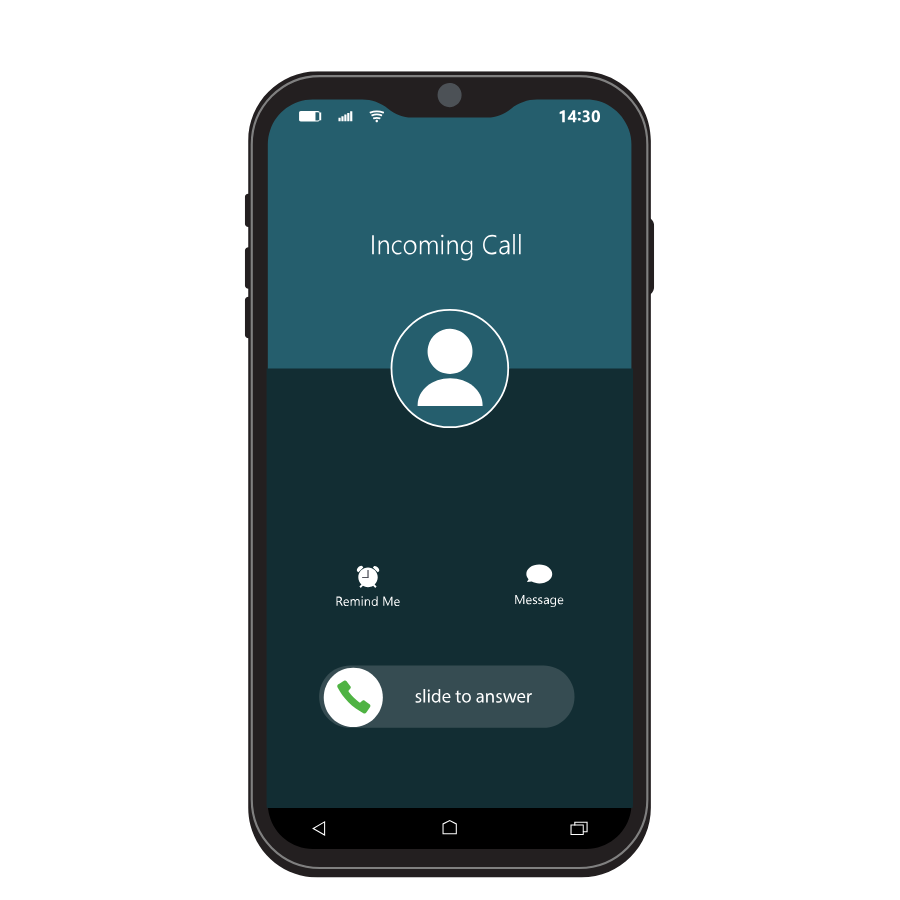 14:30
Incoming Call
Remind Me
Message
slide to answer